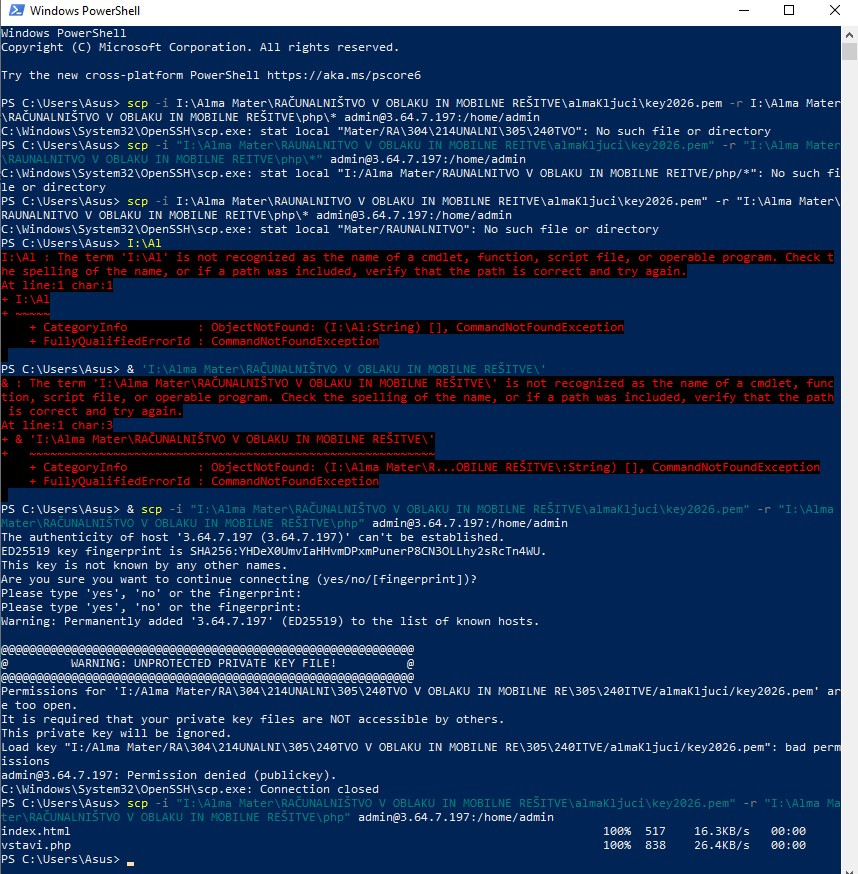 Windows PowerShell
Windows PowerShell
Copyright (C) Microsoft Corporation. All rights reserved.
Try the new cross-platform PowerShell https://aka.ms/pscore6
PS C:\Users\Asus> scp -i I:\Alma Mater\RAČUNALNIŠTVO V OBLAKU IN MOBILNE REŠITVE\almaKljuci\key2026.pem -r I:\Alma Mater
\RAČUNALNIŠTVO V OBLAKU IN MOBILNE REŠITVE\php\* admin@3.64.7.197:/home/admin
C:\Windows\System32\OpenSSH\scp.exe: stat local "Mater/RA\304\214UNALNI\305\240TVO": No such file or directory
PS C:\Users\Asus> scp -i "I:\Alma Mater\RAUNALNITVO V OBLAKU IN MOBILNE REITVE\almaKljuci\key2026.pem" -r "I:\Alma Mater
\RAUNALNITVO V OBLAKU IN MOBILNE REITVE\php\*" admin@3.64.7.197:/home/admin
C:\Windows\System32\OpenSSH\scp.exe: stat local "I:/Alma Mater/RAUNALNITVO V OBLAKU IN MOBILNE REITVE/php/*": No such fi
le or directory
PS C:\Users\Asus> scp -i I:\Alma Mater\RAUNALNITVO V OBLAKU IN MOBILNE REITVE\almaKljuci\key2026.pem" -r "I:\Alma Mater\
RAUNALNITVO V OBLAKU IN MOBILNE REITVE\php\* admin@3.64.7.197:/home/admin
C:\Windows\System32\OpenSSH\scp.exe: stat local "Mater/RAUNALNITVO": No such file or directory
PS C:\Users\Asus> I:\Al
I:\Al : The term 'I:\Al' is not recognized as the name of a cmdlet, function, script file, or operable program. Check t
he spelling of the name, or if a path was included, verify that the path is correct and try again.
At line:1 char:1
+ I:\Al
+ ~~~~~
+ CategoryInfo : ObjectNotFound: (I:\Al:String) [], CommandNotFoundException
+ FullyQualifiedErrorId : CommandNotFoundException
PS C:\Users\Asus> & 'I:\Alma Mater\RAČUNALNIŠTVO V OBLAKU IN MOBILNE REŠITVE\'
& : The term 'I:\Alma Mater\RAČUNALNIŠTVO V OBLAKU IN MOBILNE REŠITVE\' is not recognized as the name of a cmdlet, func
tion, script file, or operable program. Check the spelling of the name, or if a path was included, verify that the path
is correct and try again.
At line:1 char:3
+ & 'I:\Alma Mater\RAČUNALNIŠTVO V OBLAKU IN MOBILNE REŠITVE\'
+ ~~~~~~~~~~~~~~~~~~~~~~~~~~~~~~~~~~~~~~~~~~~~~~~~~~~~~~~~~~
+ CategoryInfo : ObjectNotFound: (I:\Alma Mater\R...OBILNE REŠITVE\:String) [], CommandNotFoundException
+ FullyQualifiedErrorId : CommandNotFoundException
PS C:\Users\Asus> & scp -i "I:\Alma Mater\RAČUNALNIŠTVO V OBLAKU IN MOBILNE REŠITVE\almaKljuci\key2026.pem" -r "I:\Alma
Mater\RAČUNALNIŠTVO V OBLAKU IN MOBILNE REŠITVE\php" admin@3.64.7.197:/home/admin
The authenticity of host '3.64.7.197 (3.64.7.197)' can't be established.
ED25519 key fingerprint is SHA256:YHDeX0UmvIaHHvmDPxmPunerP8CN3OLLhy2sRcTn4WU.
This key is not known by any other names.
Are you sure you want to continue connecting (yes/no/[fingerprint])?
Please type 'yes', 'no' or the fingerprint:
Please type 'yes', 'no' or the fingerprint:
Warning: Permanently added '3.64.7.197' (ED25519) to the list of known hosts.
@@@@@@@@@@@@@@@@@@@@@@@@@@@@@@@@@@@@@@@@@@@@@@@@@@@@@@@@@@@
@ WARNING: UNPROTECTED PRIVATE KEY FILE! @
@@@@@@@@@@@@@@@@@@@@@@@@@@@@@@@@@@@@@@@@@@@@@@@@@@@@@@@@@@@
Permissions for 'I:/Alma Mater/RA\304\214UNALNI\305\240TVO V OBLAKU IN MOBILNE RE\305\240ITVE/almaKljuci/key2026.pem' ar
e too open.
It is required that your private key files are NOT accessible by others.
This private key will be ignored.
Load key "I:/Alma Mater/RA\304\214UNALNI\305\240TVO V OBLAKU IN MOBILNE RE\305\240ITVE/almaKljuci/key2026.pem": bad perm
issions
admin@3.64.7.197: Permission denied (publickey).
C:\Windows\System32\OpenSSH\scp.exe: Connection closed
PS C:\Users\Asus> scp -i "I:\Alma Mater\RAČUNALNIŠTVO V OBLAKU IN MOBILNE REŠITVE\almaKljuci\key2026.pem" -r "I:\Alma Ma
ter\RAČUNALNIŠTVO V OBLAKU IN MOBILNE REŠITVE\php" admin@3.64.7.197:/home/admin
index.html 100% 517 16.3KB/s 00:00
vstavi.php 100% 838 26.4KB/s 00:00
PS C:\Users\Asus>